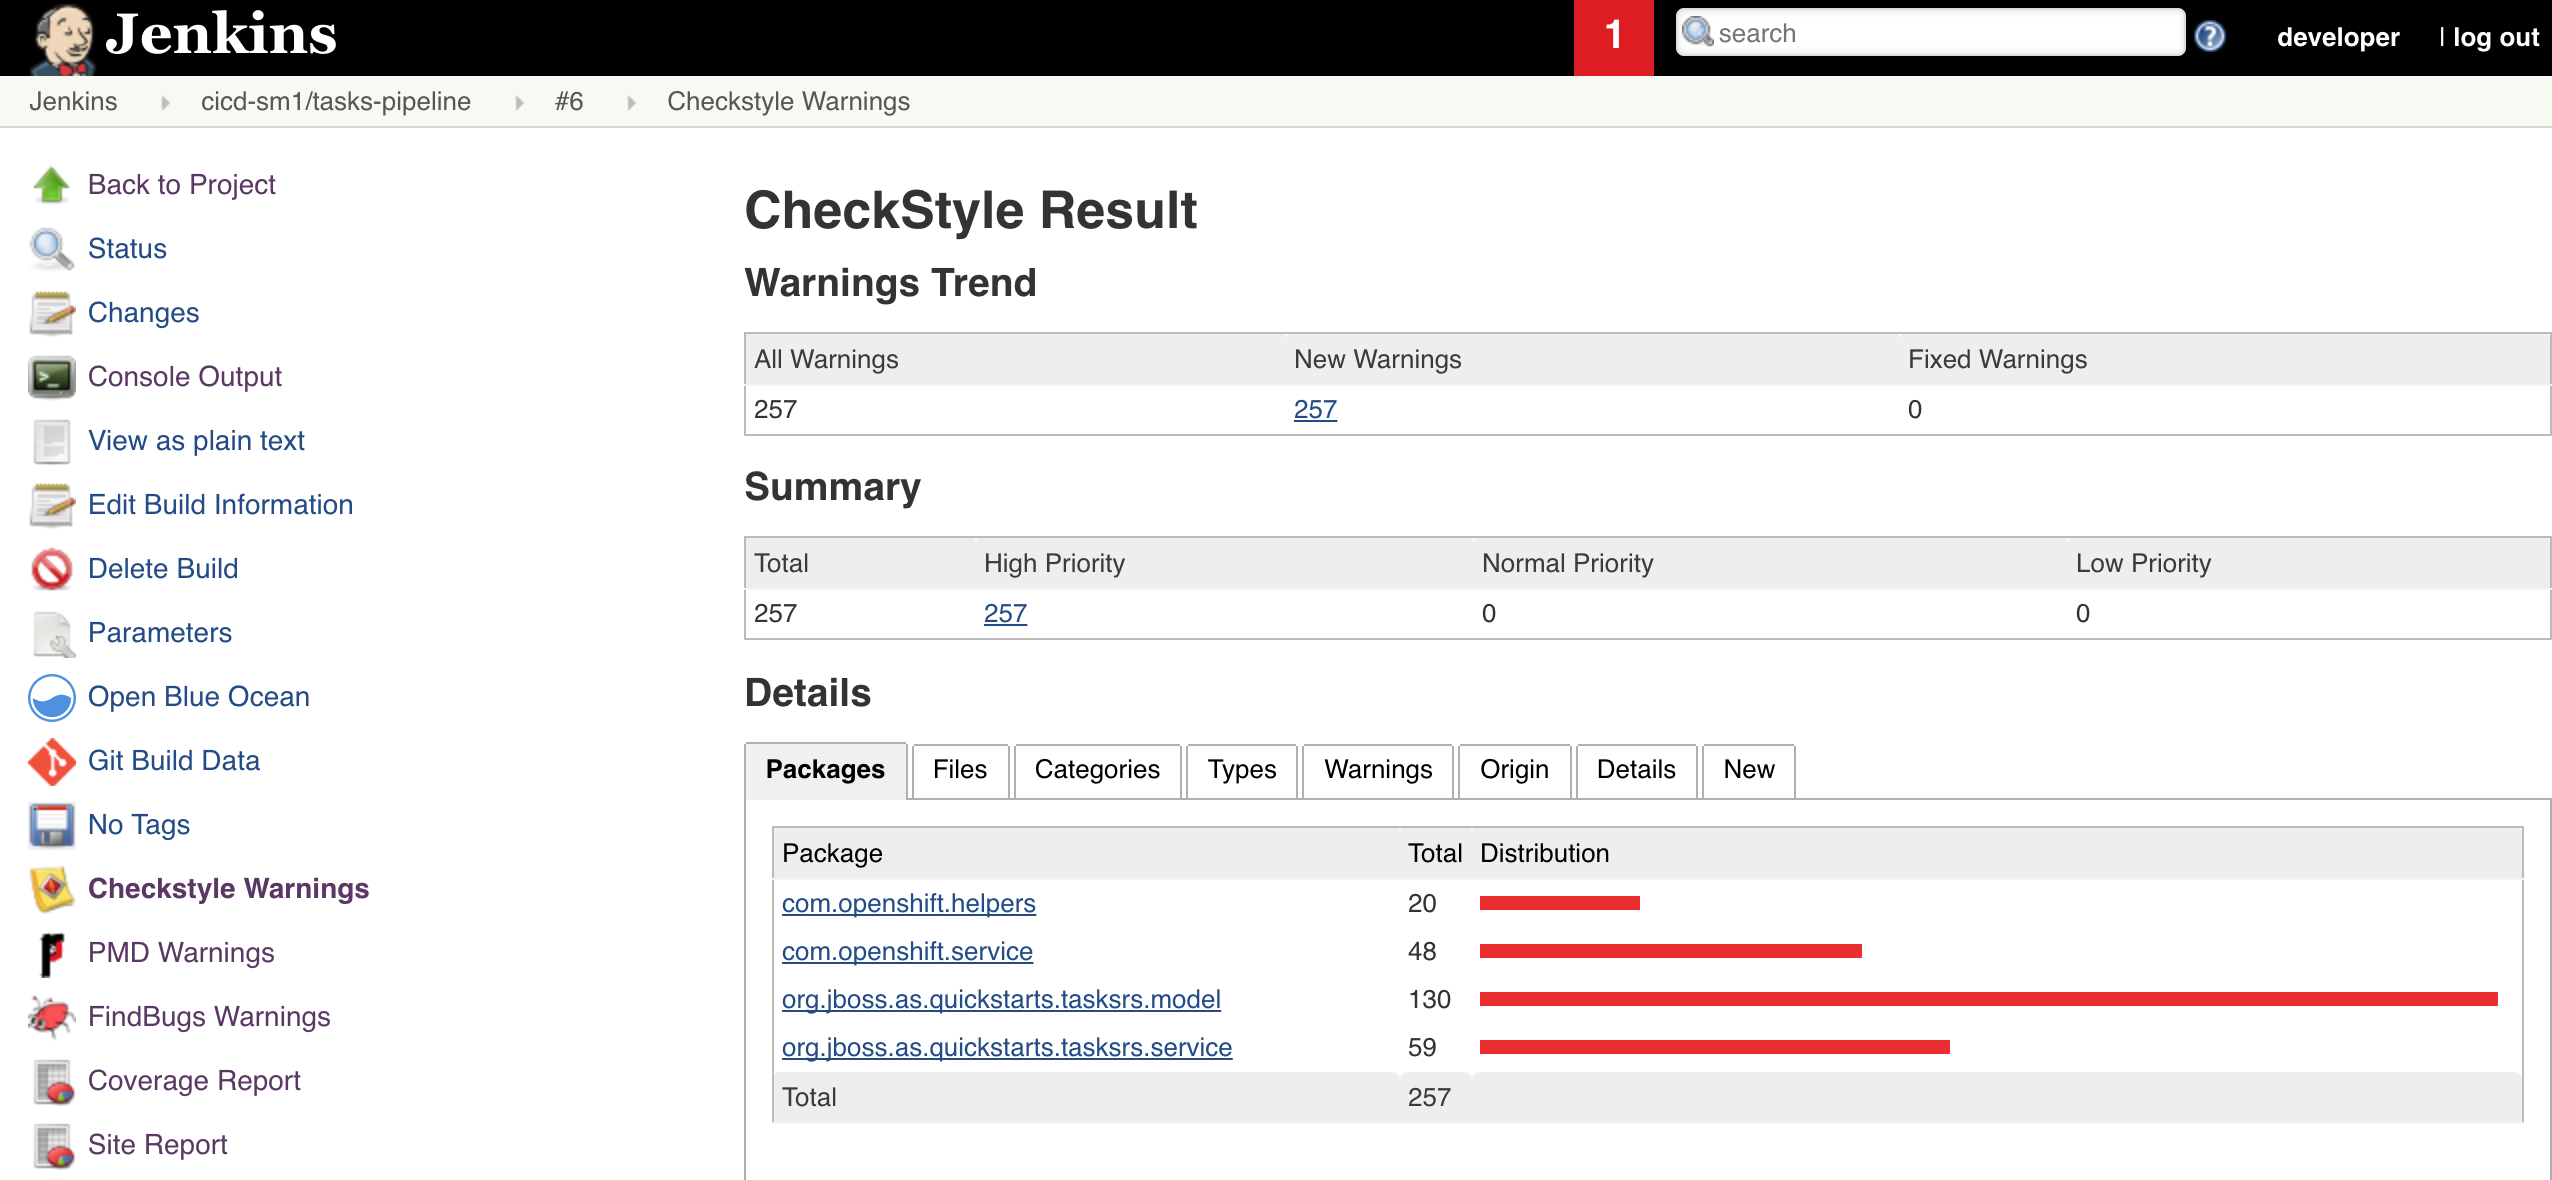 Jenkins
1
search
developer
| log out
Jenkins
cicd-sm1/tasks-pipeline
#6
Checkstyle Warnings
Back to Project
Status
Changes
Console Output
View as plain text
Edit Build Information
Delete Build
Parameters
Open Blue Ocean
Git Build Data
No Tags
Checkstyle Warnings
PMD Warnings
FindBugs Warnings
Coverage Report
Site Report
CheckStyle Result
Warnings Trend
All Warnings New Warnings Fixed Warnings
257 257 0
Summary
Total High Priority Normal Priority Low Priority
257 257 0 0
Details
Packages Files Categories Types Warnings Origin Details New
Package Total Distribution
com.openshift.helpers 20
com.openshift.service 48
org.jboss.as.quickstarts.tasksrs.model 130
org.jboss.as.quickstarts.tasksrs.service 59
Total 257